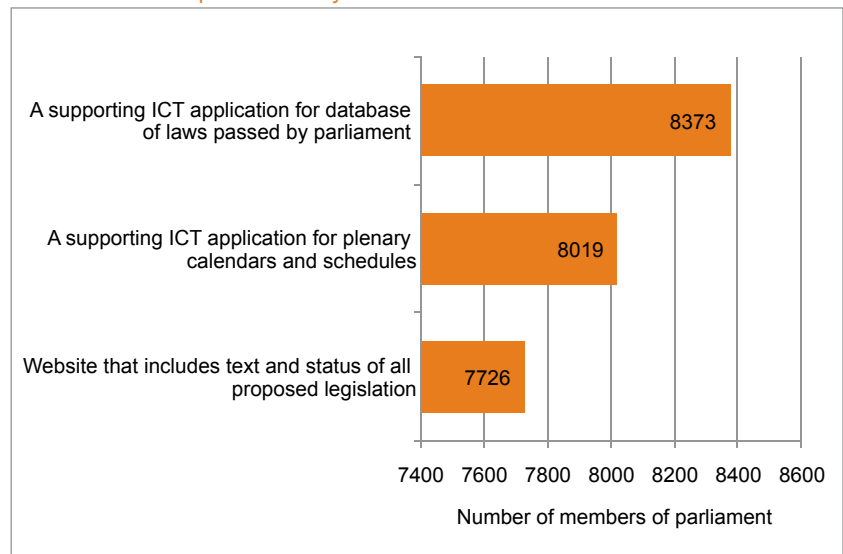 A supporting ICT application for database
of laws passed by parliament
8373
A supporting ICT application for plenary
calendars and schedules
8019
Website that includes text and status of all
proposed legislation
7726
7400 7600 7800 8000 8200 8400 8600
Number of members of parliament